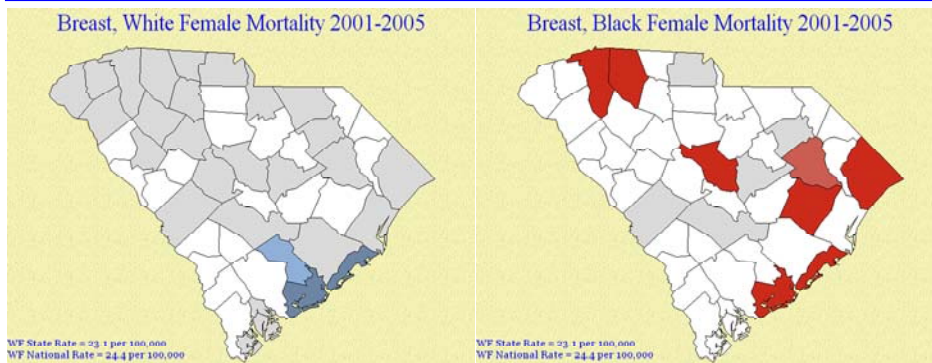 Breast, White Female Mortality 2001-2005
Breast, Black Female Mortality 2001-2005
WF State Rate = 23.1 per 100,000
WF National Rate = 24.4 per 100,000
WF State Rate = 23.1 per 100,000
WF National Rate = 24.4 per 100,000